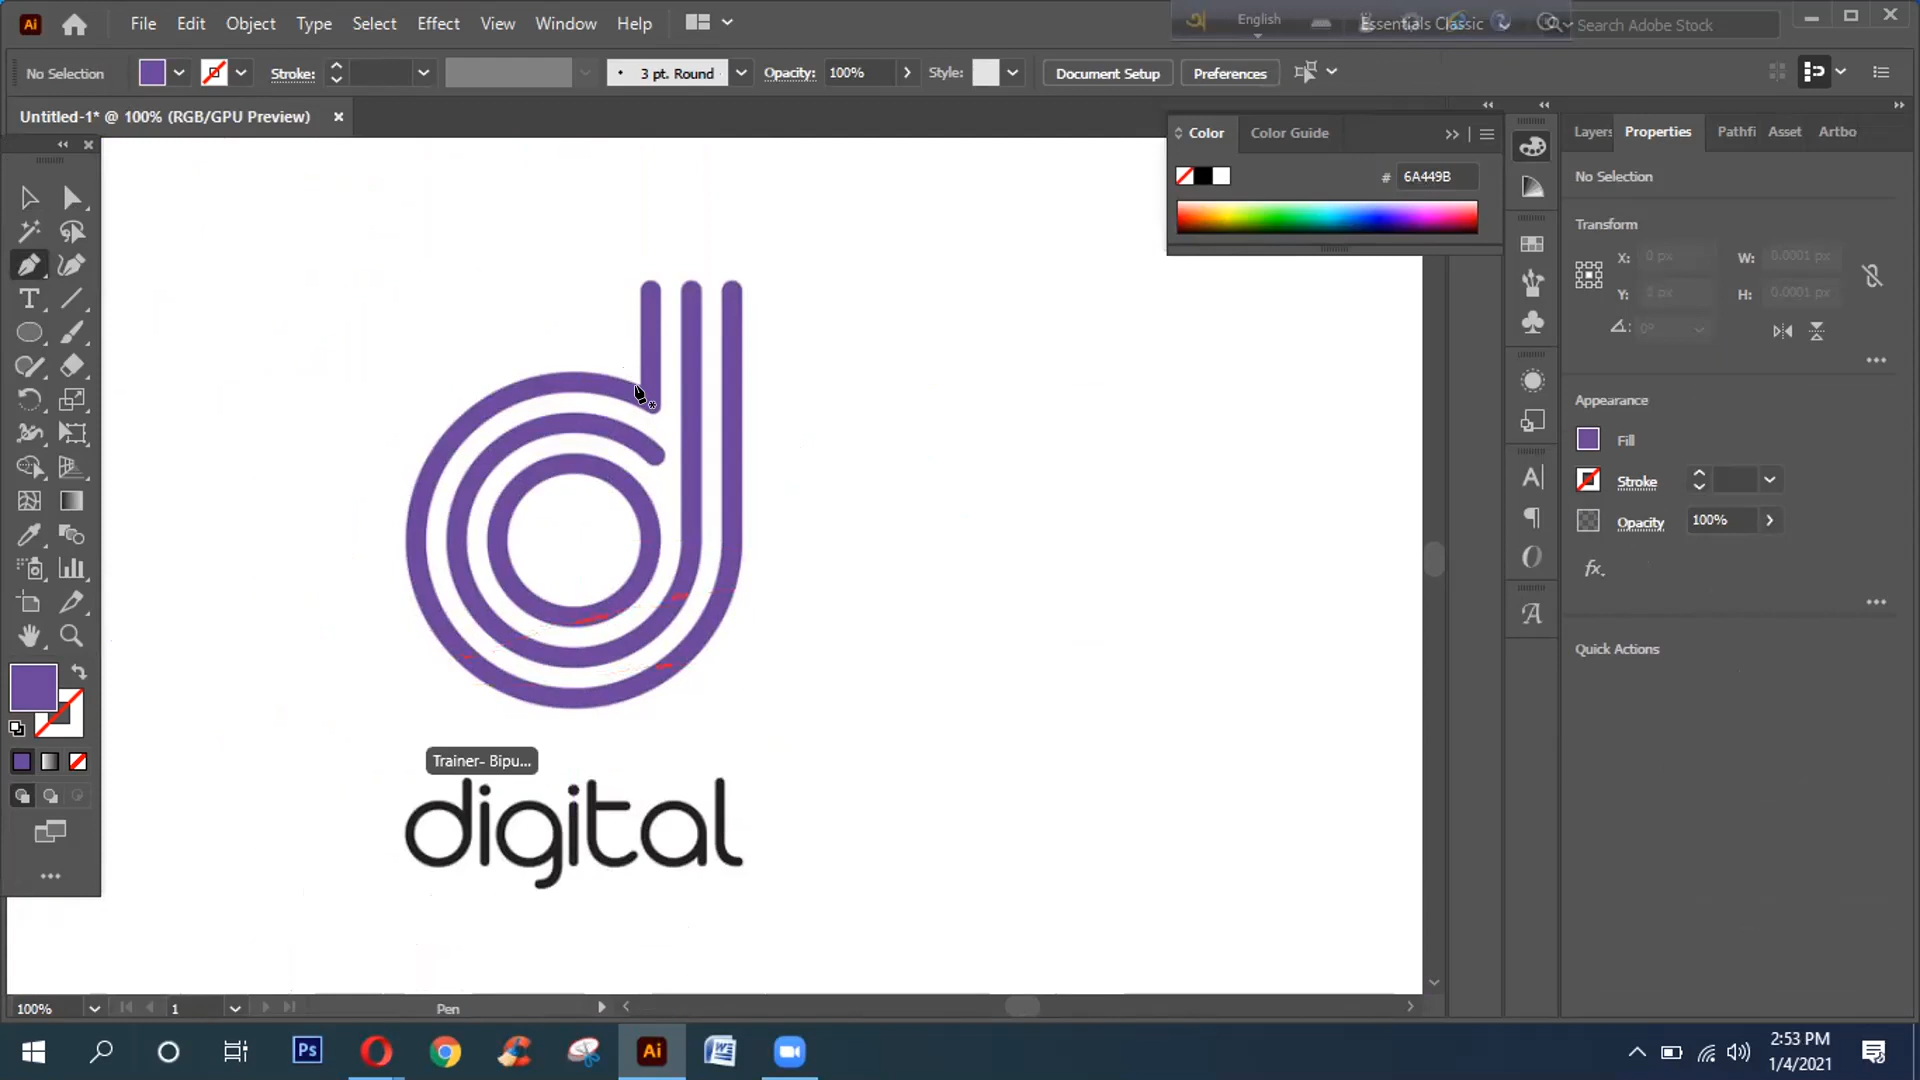 Ai File Edit Object Type Select Effect View Window Help English Essentials Classic Search Adobe Stock
No Selection Stroke: 3 pt. Round Opacity: 100% Style: Document Setup Preferences
Untitled-1* @ 100% (RGB/GPU Preview)
Color Color Guide
# 6A449B
Layers Properties Pathfi Asset Artbo
No Selection
Transform
X: 0 px W: 0.0001 px
Y: 0 px H: 0.0001 px
0°
Appearance
Fill
Stroke
Opacity 100%
fx.
Quick Actions
Trainer- Bipu...
digital
100% 1 Pen
Ps Ai
2:53 PM
1/4/2021